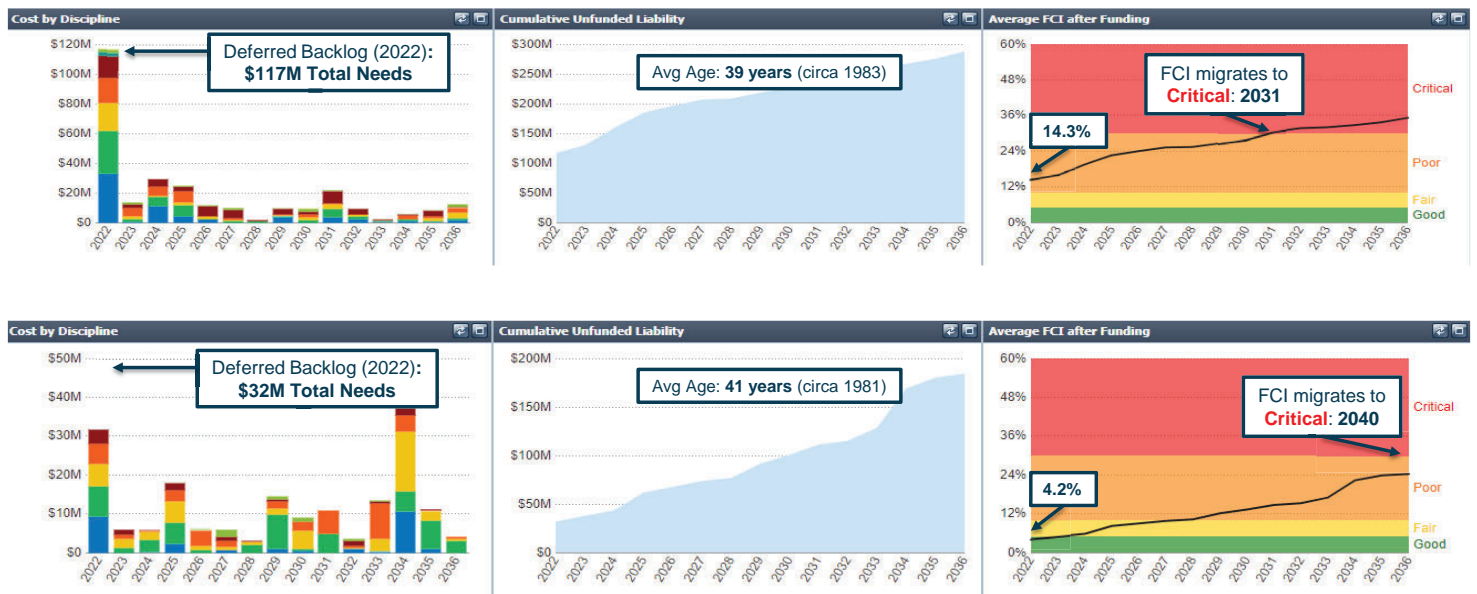 Cost by Discipline
$120M
$100M
$80M
$60M
$40M
$20M
$0
Deferred Backlog (2022):
$117M Total Needs
2022 2023 2024 2025 2026 2027 2028 2029 2030 2031 2032 2033 2034 2035 2036
Cumulative Unfunded Liability
$300M
$250M
$200M
$150M
$100M
$50M
$0
Avg Age: 39 years (circa 1983)
2022 2023 2024 2025 2026 2027 2028 2029 2030 2031 2032 2033 2034 2035 2036
Average FCI after Funding
60%
48%
36%
24%
12%
0%
FCI migrates to
Critical: 2031
14.3%
Critical
Poor
Fair
Good
2022 2023 2024 2025 2026 2027 2028 2029 2030 2031 2032 2033 2034 2035 2036
Cost by Discipline
$50M
$40M
$30M
$20M
$10M
$0
Deferred Backlog (2022):
$32M Total Needs
2022 2023 2024 2025 2026 2027 2028 2029 2030 2031 2032 2033 2034 2035 2036
Cumulative Unfunded Liability
$200M
$150M
$100M
$50M
$0
Avg Age: 41 years (circa 1981)
2022 2023 2024 2025 2026 2027 2028 2029 2030 2031 2032 2033 2034 2035 2036
Average FCI after Funding
60%
48%
36%
24%
12%
0%
FCI migrates to
Critical: 2040
4.2%
Critical
Poor
Fair
Good
2022 2023 2024 2025 2026 2027 2028 2029 2030 2031 2032 2033 2034 2035 2036